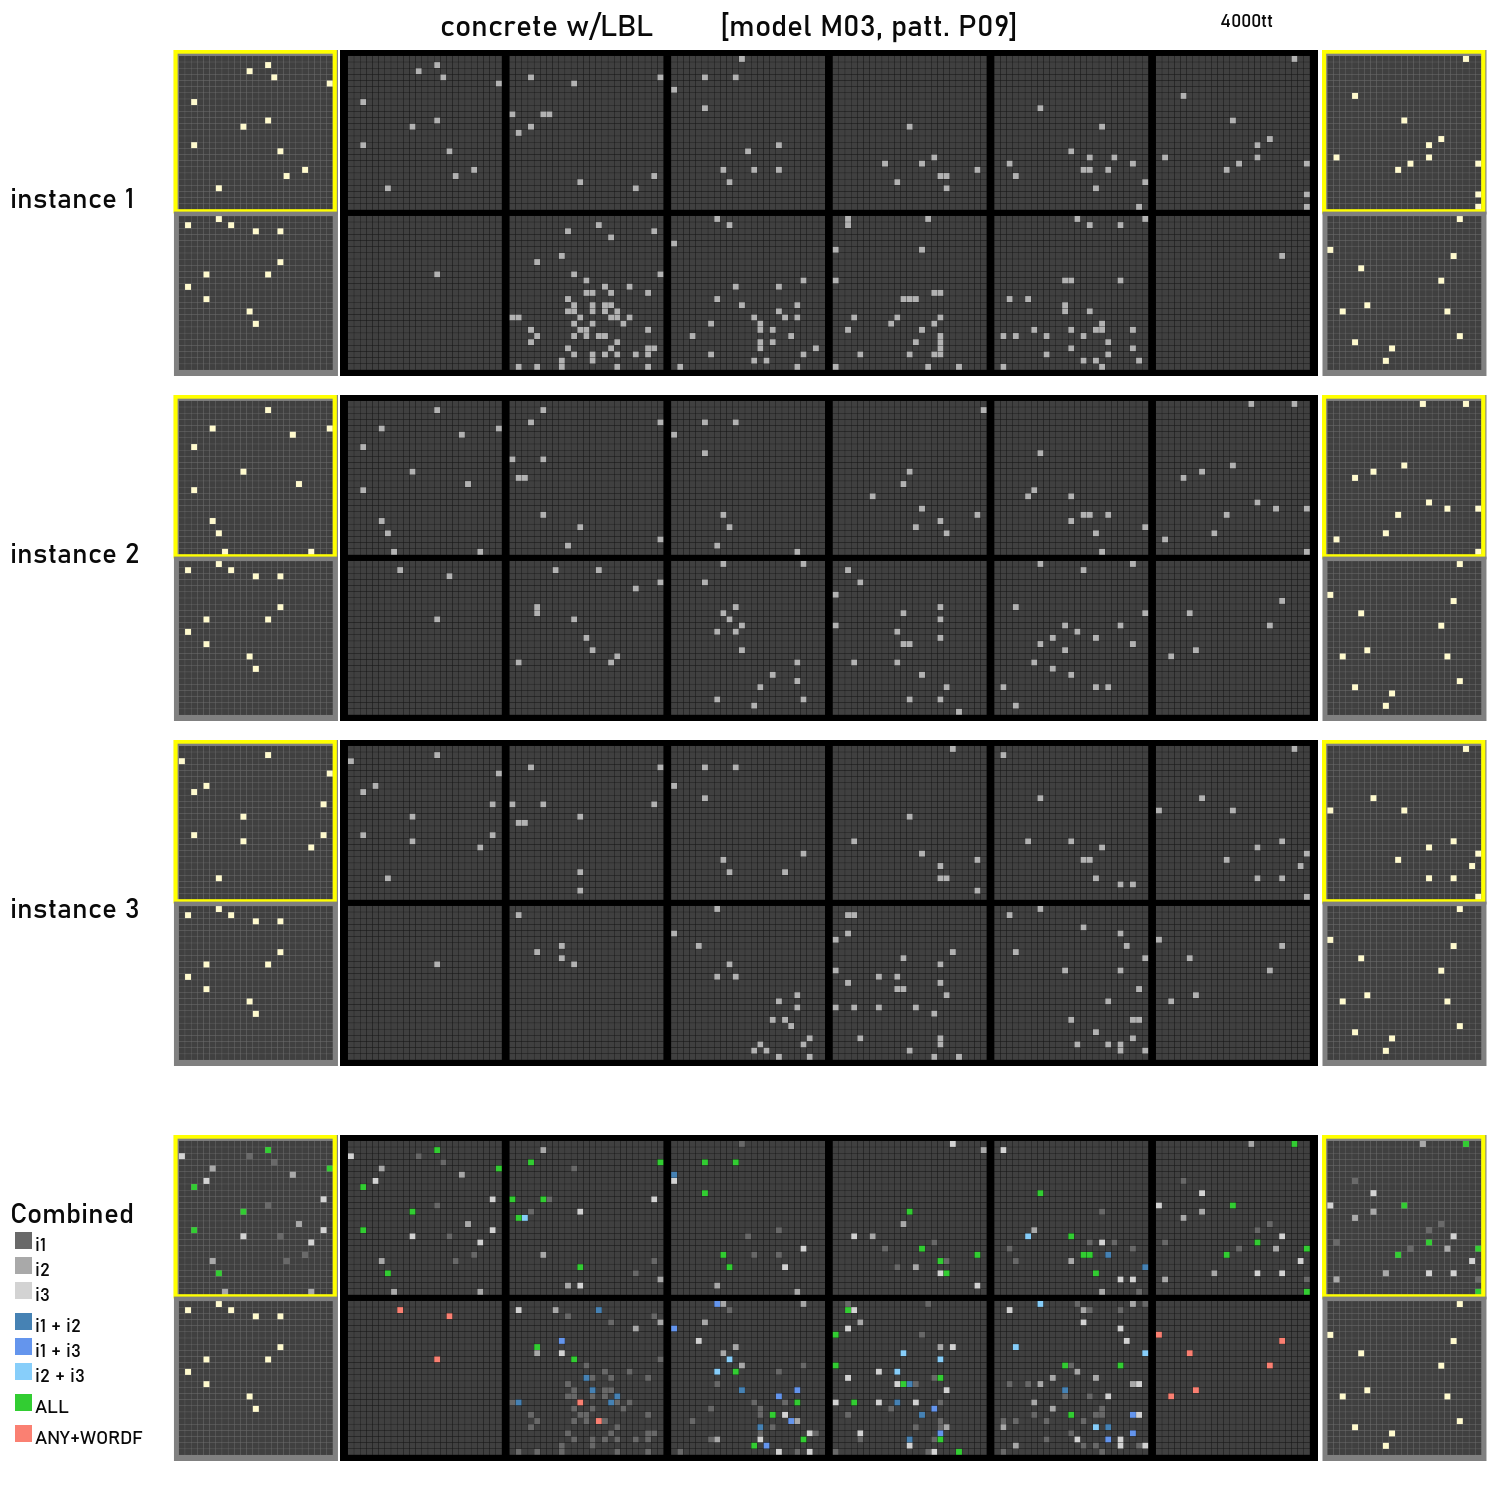 concrete w/LBL [model M03, patt. P09] 4000tt
instance 1
instance 2
instance 3
Combined
i1
i2
i3
i1 + i2
i1 + i3
i2 + i3
ALL
ANY+WORDF